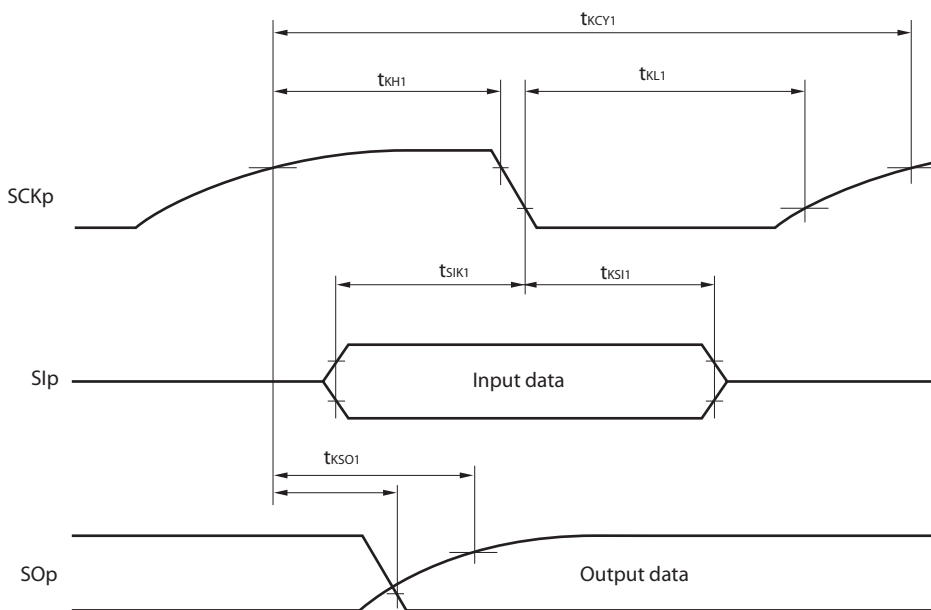 tKCY1
tKH1
tKL1
SCKp
tSIK1
tKSI1
SIp
Input data
tKSO1
SOp
Output data